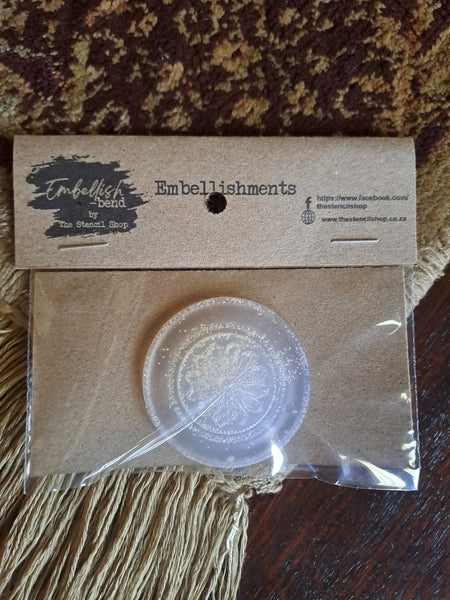 Embellish
bend
by
The Stencil Shop
Embellishments
https://www.facebook.com/
thestencilshop
www.thestencilshop.co.za